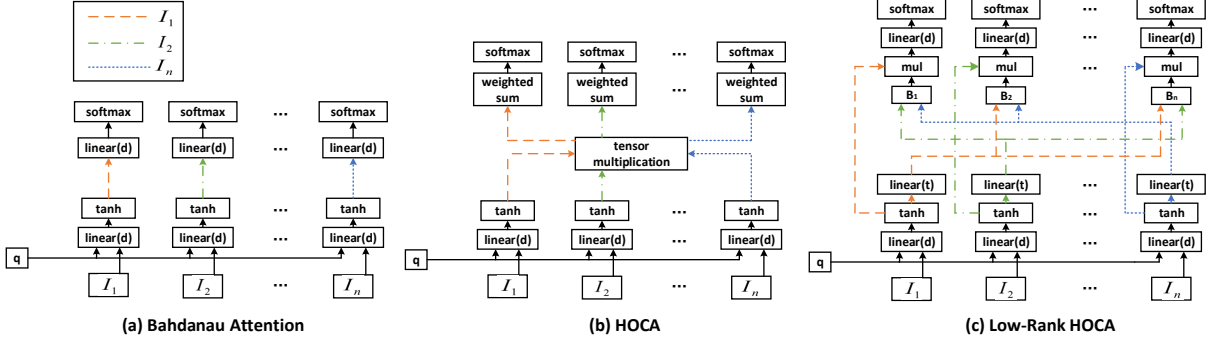 I₁
I₂
Iₙ
softmax softmax ... softmax
linear(d) linear(d) ... linear(d)
tanh tanh ... tanh
linear(d) linear(d) ... linear(d)
q
I₁ I₂ ... Iₙ
(a) Bahdanau Attention
softmax softmax ... softmax
weighted sum weighted sum ... weighted sum
tensor
multiplication
tanh tanh ... tanh
linear(d) linear(d) ... linear(d)
q
I₁ I₂ ... Iₙ
(b) HOCA
softmax softmax ... softmax
linear(d) linear(d) ... linear(d)
mul mul ... mul
B₁ B₂ Bₙ
linear(t) linear(t) ... linear(t)
tanh tanh ... tanh
linear(d) linear(d) ... linear(d)
q
I₁ I₂ ... Iₙ
(c) Low-Rank HOCA